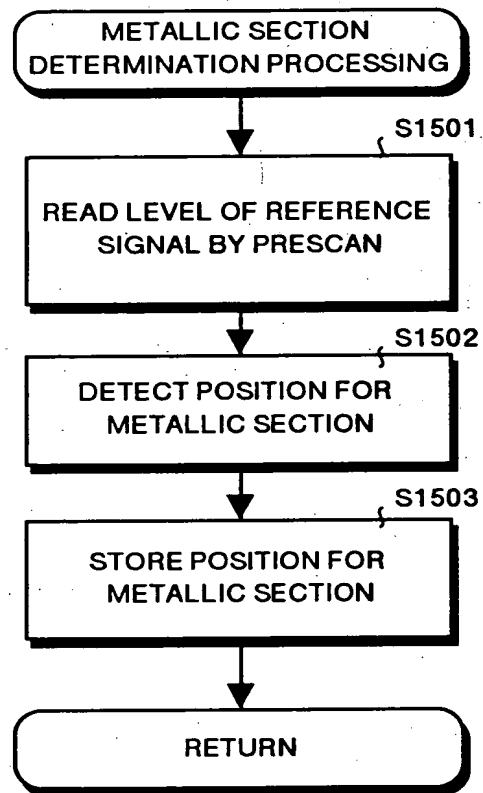 METALLIC SECTION
DETERMINATION PROCESSING
S1501
READ LEVEL OF REFERENCE
SIGNAL BY PRESCAN
S1502
DETECT POSITION FOR
METALLIC SECTION
S1503
STORE POSITION FOR
METALLIC SECTION
RETURN